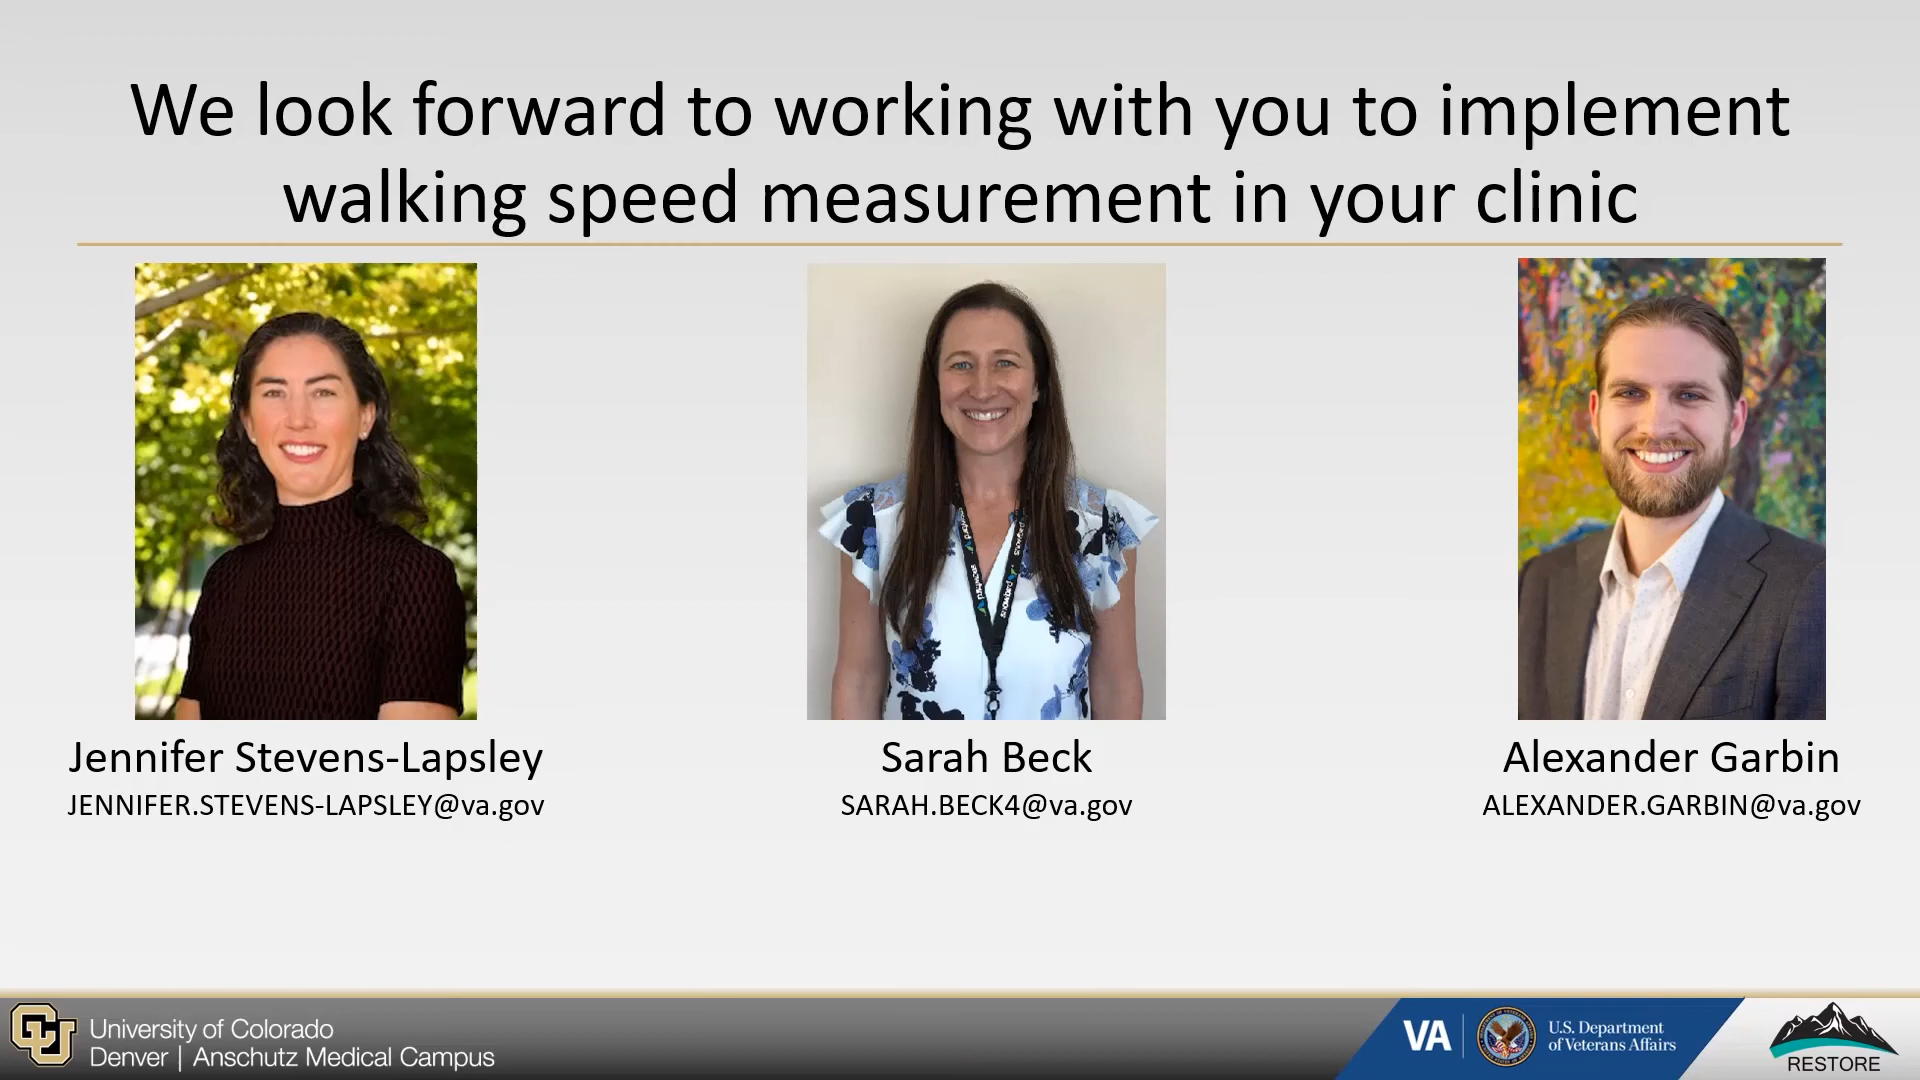 We look forward to working with you to implement
walking speed measurement in your clinic
Jennifer Stevens-Lapsley
JENNIFER.STEVENS-LAPSLEY@va.gov
Sarah Beck
SARAH.BECK4@va.gov
Alexander Garbin
ALEXANDER.GARBIN@va.gov
University of Colorado
Denver | Anschutz Medical Campus
VA
U.S. Department
of Veterans Affairs
RESTORE